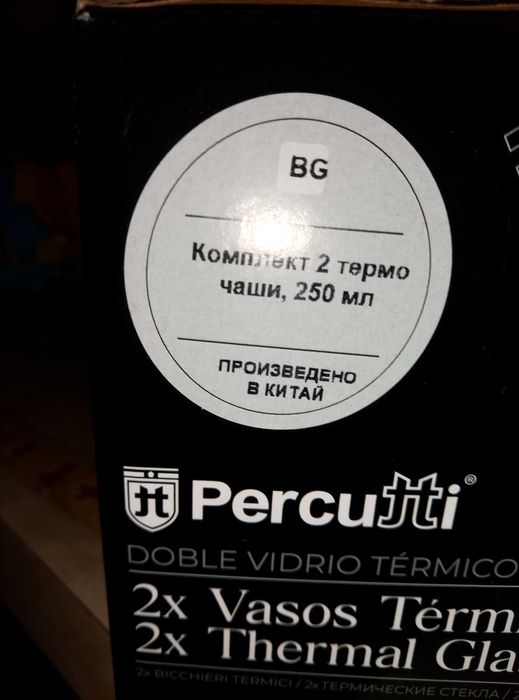 BG
Комплект 2 термо
чаши, 250 мл
ПРОИЗВЕДЕНО
В КИТАЙ
Percutti®
DOBLE VIDRIO TÉRMICO
2x Vasos Térmi
2x Thermal Gla
2x BICCHIERI TERMICI / 2x ТЕРМИЧЕСКИЕ СТЕКЛА /